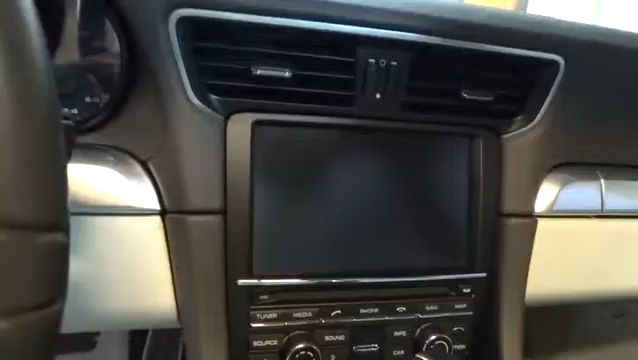 TUNER MEDIA PHONE NAVI MAP
SOURCE SOUND INFO
CAR